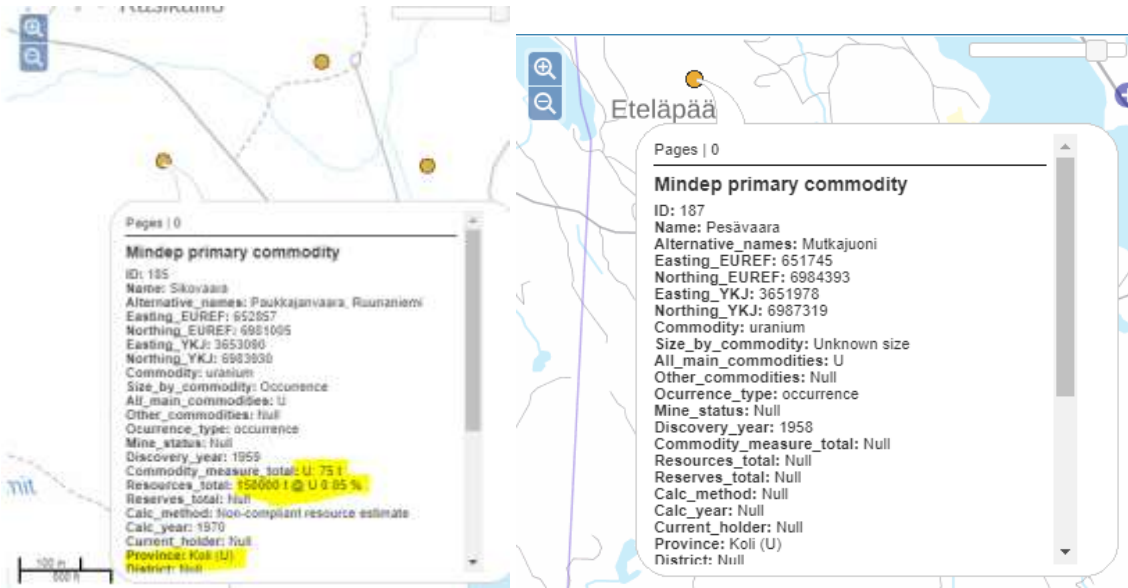 Pages | 0
Mindep primary commodity
ID: 185
Name: Sikovaara
Alternative_names: Paukkajanvaara, Ruunaniemi
Easting_EUREF: 652857
Northing_EUREF: 6981005
Easting_YKJ: 3653090
Northing_YKJ: 6983930
Commodity: uranium
Size_by_commodity: Occurrence
All_main_commodities: U
Other_commodities: Null
Ocurrence_type: occurrence
Mine_status: Null
Discovery_year: 1959
Commodity_measure_total: U: 75 t
Resources_total: 150000 t @ U 0.05 %
Reserves_total: Null
Calc_method: Non-compliant resource estimate
Calc_year: 1970
Current_holder: Null
Province: Koli (U)
District: Null
mit
100 m
500 ft
Eteläpää
Pages | 0
Mindep primary commodity
ID: 187
Name: Pesävaara
Alternative_names: Mutkajuoni
Easting_EUREF: 651745
Northing_EUREF: 6984393
Easting_YKJ: 3651978
Northing_YKJ: 6987319
Commodity: uranium
Size_by_commodity: Unknown size
All_main_commodities: U
Other_commodities: Null
Ocurrence_type: occurrence
Mine_status: Null
Discovery_year: 1958
Commodity_measure_total: Null
Resources_total: Null
Reserves_total: Null
Calc_method: Null
Calc_year: Null
Current_holder: Null
Province: Koli (U)
District: Null